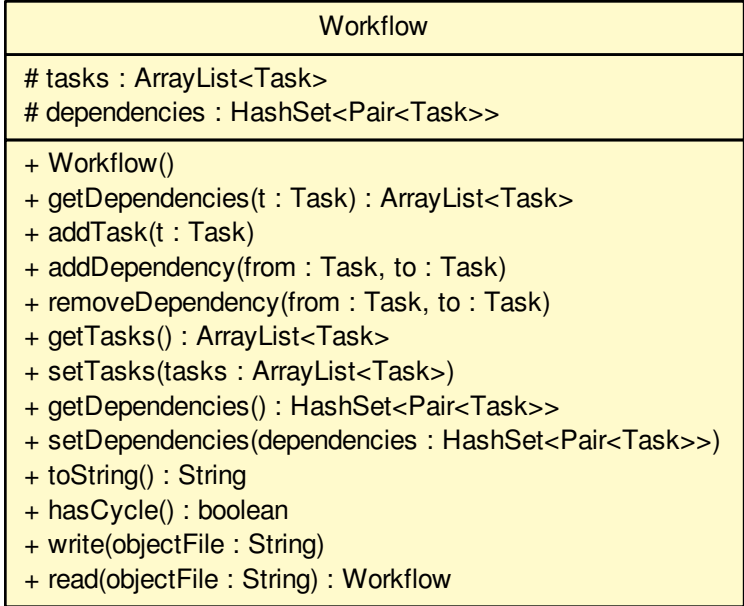 Workflow
# tasks : ArrayList<Task>
# dependencies : HashSet<Pair<Task>>
+ Workflow()
+ getDependencies(t : Task) : ArrayList<Task>
+ addTask(t : Task)
+ addDependency(from : Task, to : Task)
+ removeDependency(from : Task, to : Task)
+ getTasks() : ArrayList<Task>
+ setTasks(tasks : ArrayList<Task>)
+ getDependencies() : HashSet<Pair<Task>>
+ setDependencies(dependencies : HashSet<Pair<Task>>)
+ toString() : String
+ hasCycle() : boolean
+ write(objectFile : String)
+ read(objectFile : String) : Workflow